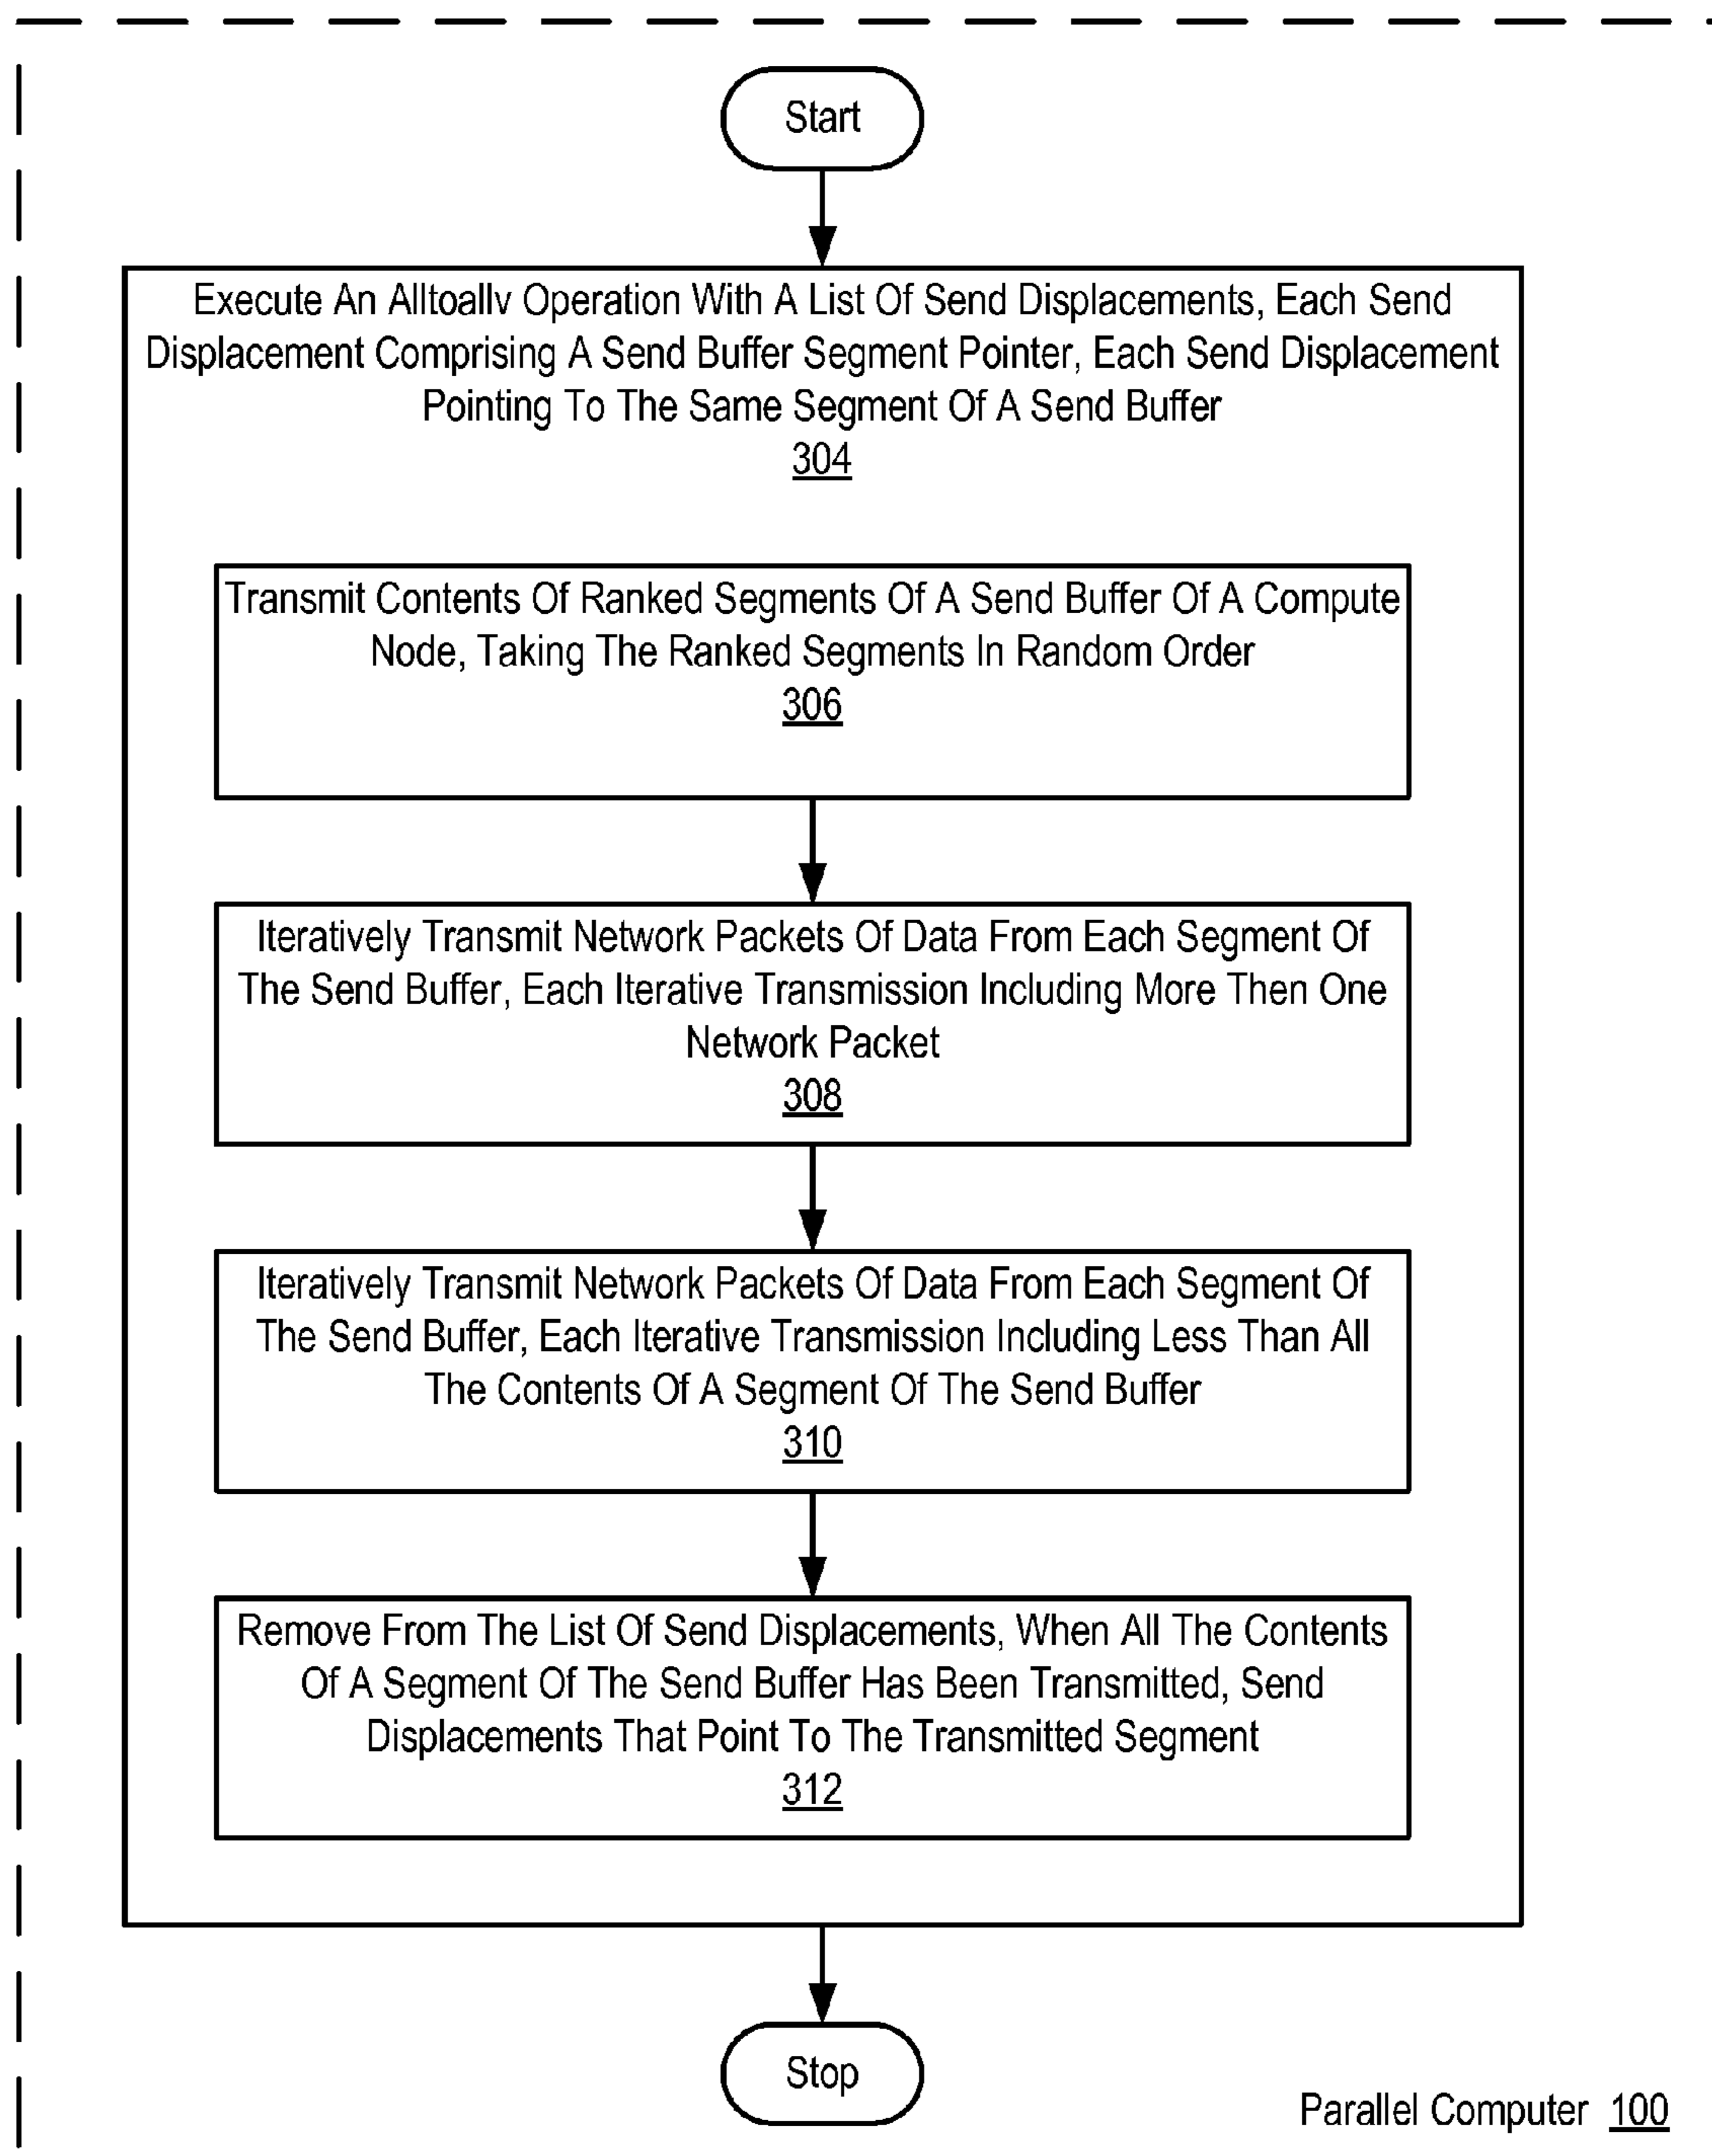 Start
Execute An Alltoallv Operation With A List Of Send Displacements, Each Send
Displacement Comprising A Send Buffer Segment Pointer, Each Send Displacement
Pointing To The Same Segment Of A Send Buffer
304
Transmit Contents Of Ranked Segments Of A Send Buffer Of A Compute
Node, Taking The Ranked Segments In Random Order
306
Iteratively Transmit Network Packets Of Data From Each Segment Of
The Send Buffer, Each Iterative Transmission Including More Then One
Network Packet
308
Iteratively Transmit Network Packets Of Data From Each Segment Of
The Send Buffer, Each Iterative Transmission Including Less Than All
The Contents Of A Segment Of The Send Buffer
310
Remove From The List Of Send Displacements, When All The Contents
Of A Segment Of The Send Buffer Has Been Transmitted, Send
Displacements That Point To The Transmitted Segment
312
Stop
Parallel Computer 100